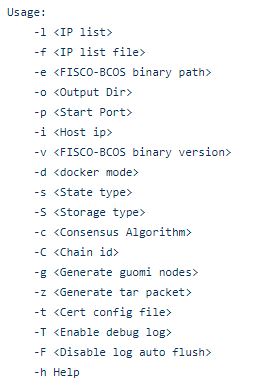 Usage:
-l <IP list>
-f <IP list file>
-e <FISCO-BCOS binary path>
-o <Output Dir>
-p <Start Port>
-i <Host ip>
-v <FISCO-BCOS binary version>
-d <docker mode>
-s <State type>
-S <Storage type>
-c <Consensus Algorithm>
-C <Chain id>
-g <Generate guomi nodes>
-z <Generate tar packet>
-t <Cert config file>
-T <Enable debug log>
-F <Disable log auto flush>
-h Help